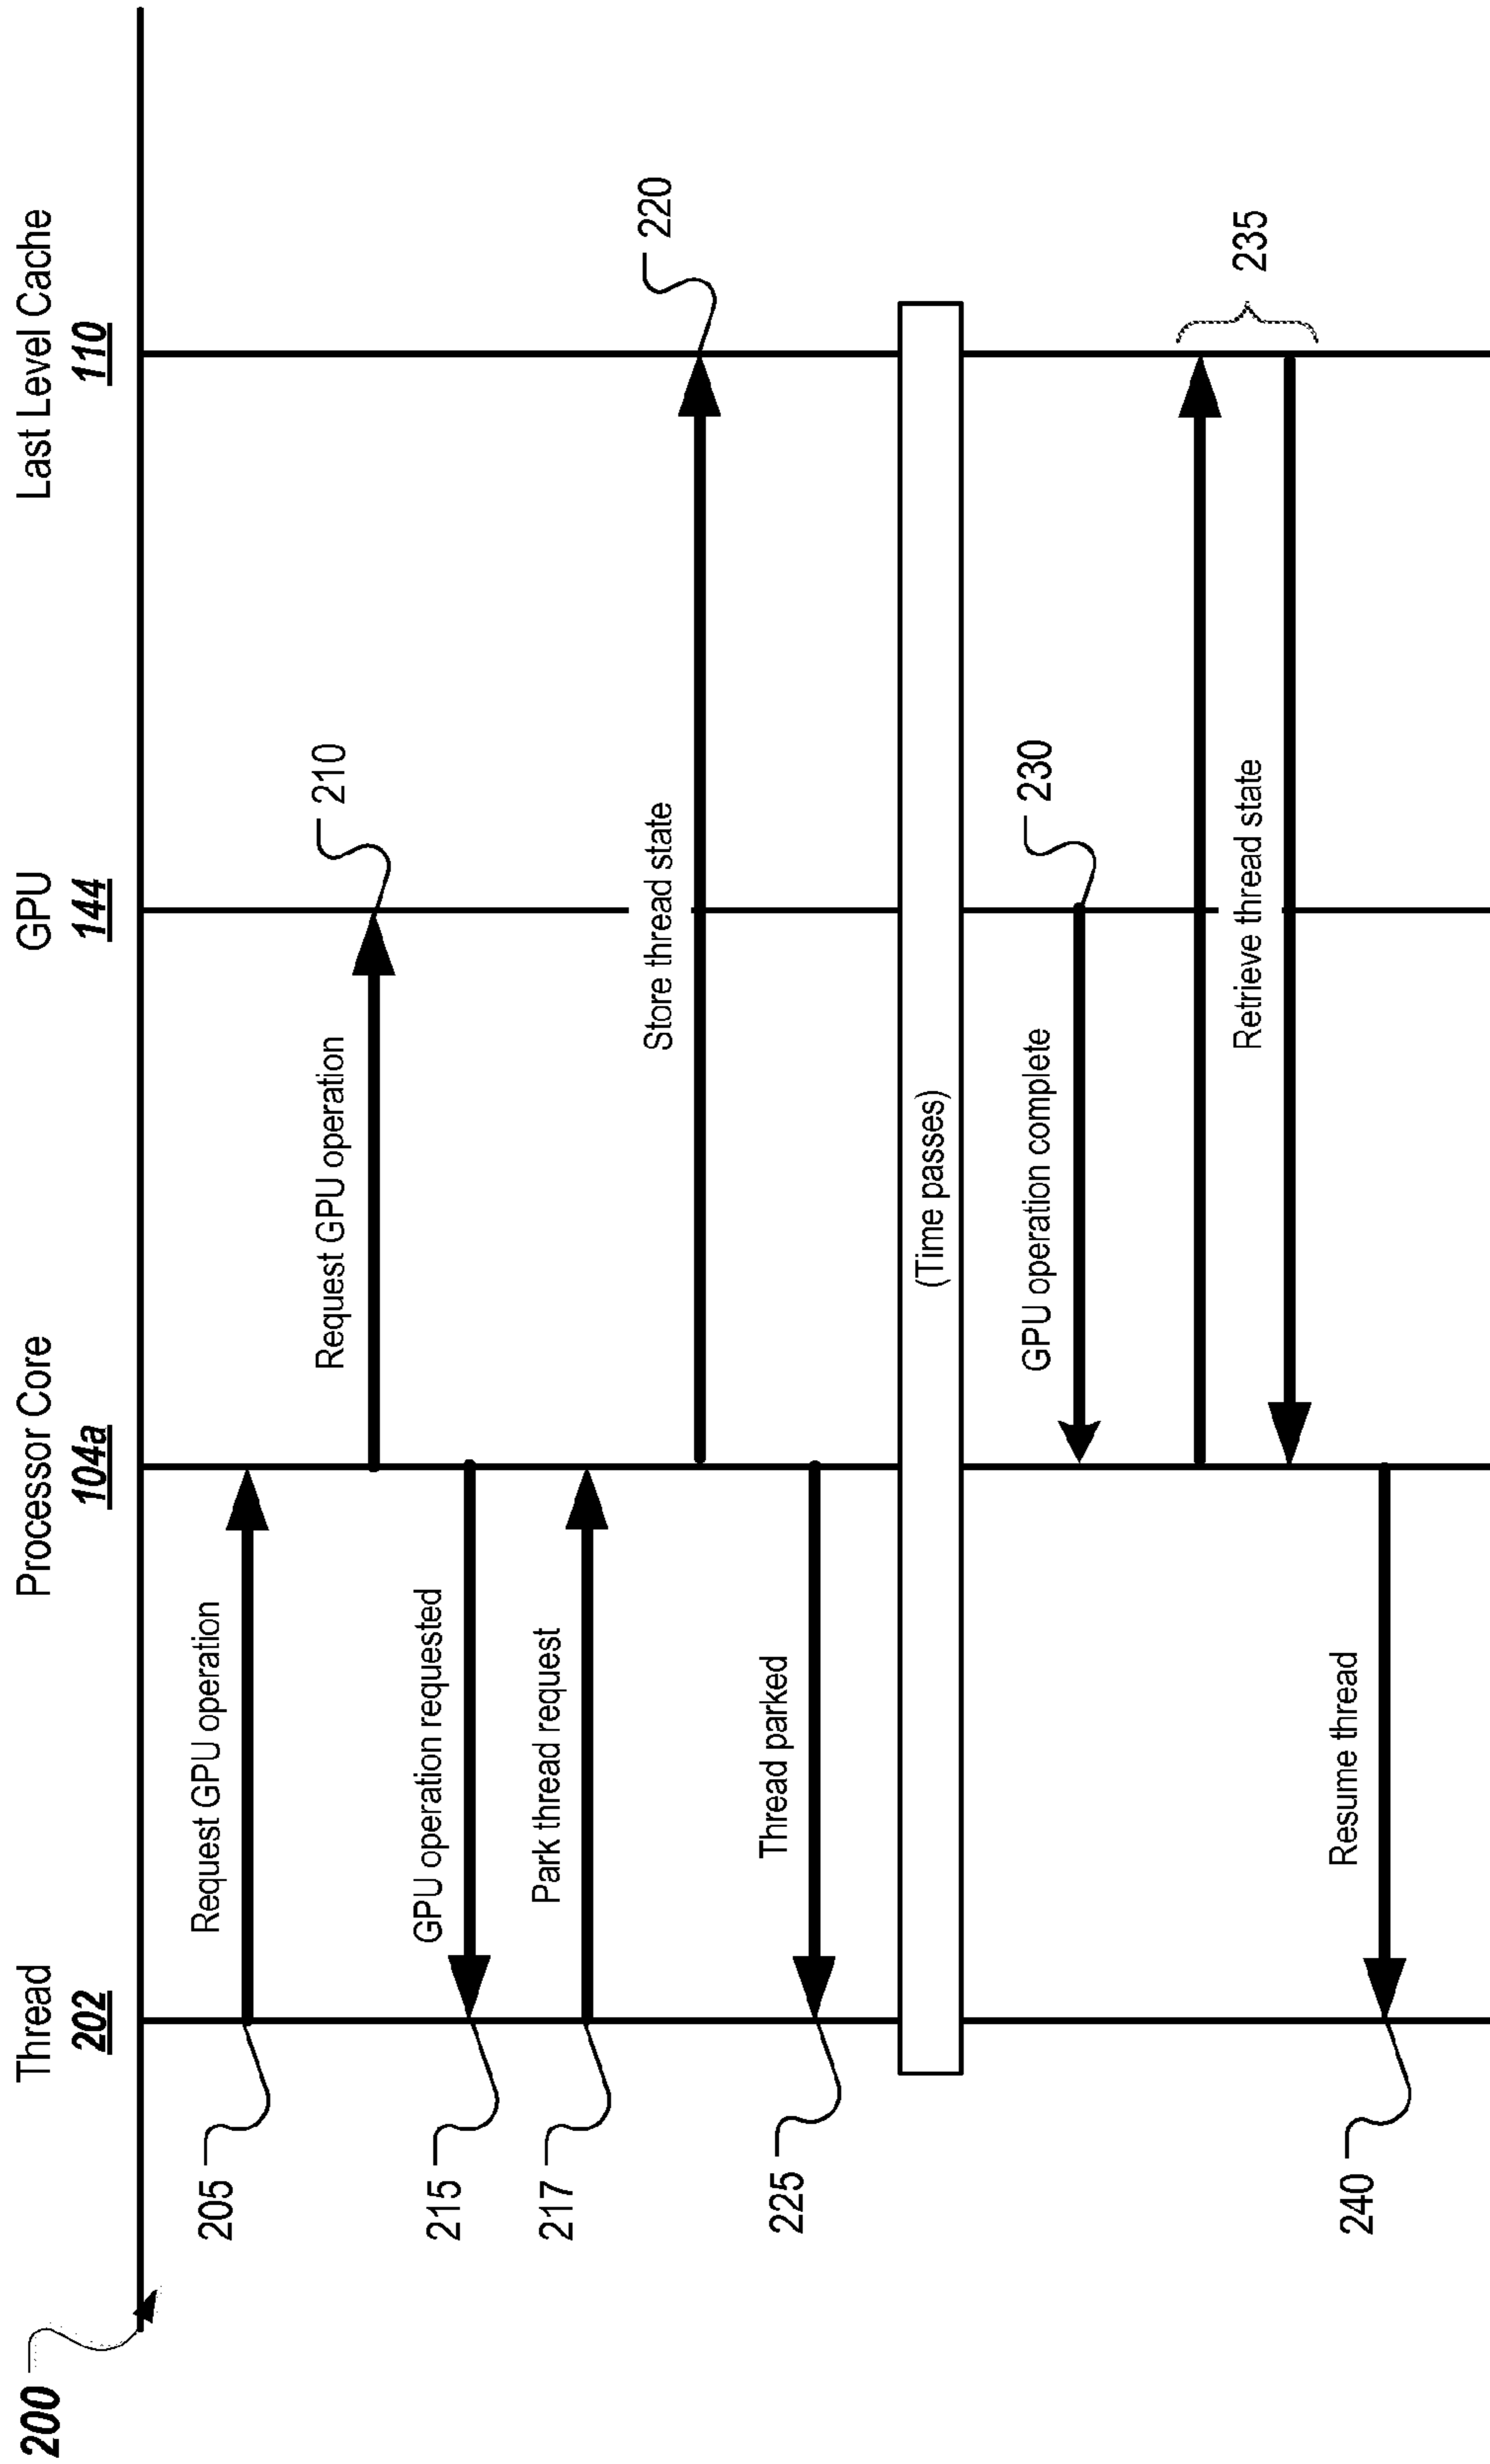 200
Thread
202
Processor Core
104a
GPU
144
Last Level Cache
110
205
Request GPU operation
Request GPU operation
210
215
GPU operation requested
217
Park thread request
Store thread state
220
225
Thread parked
(Time passes)
GPU operation complete
230
Retrieve thread state
235
240
Resume thread